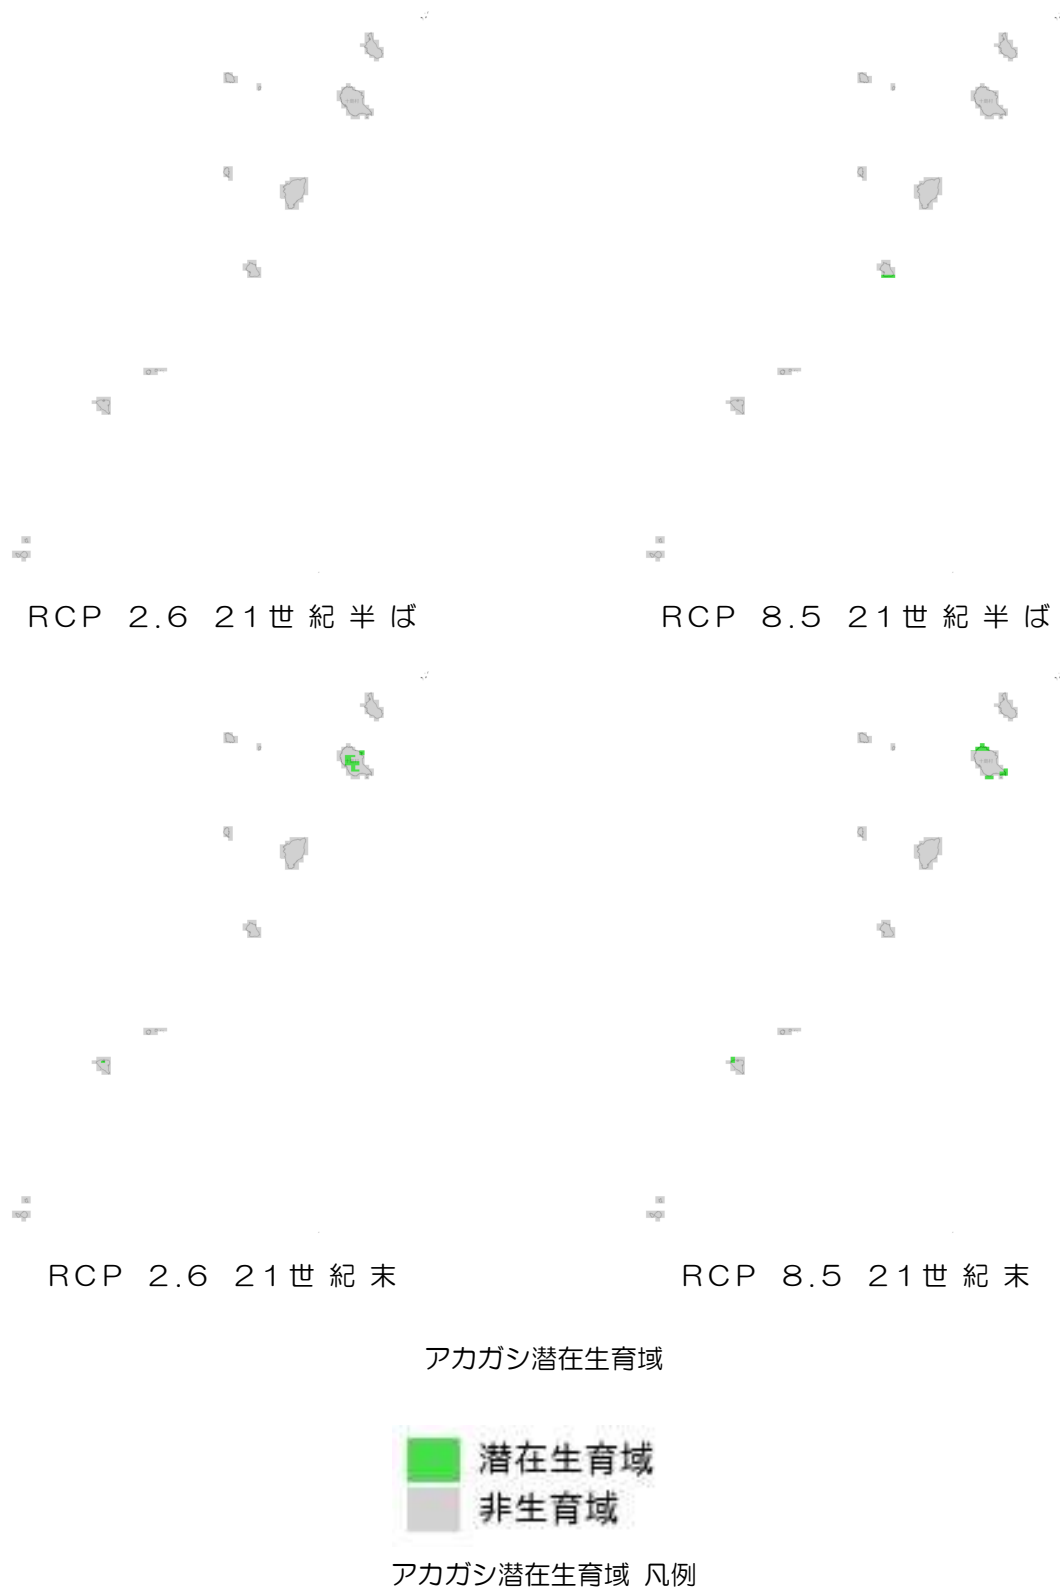 RCP 2.6 21世紀半ば
RCP 8.5 21世紀半ば
RCP 2.6 21世紀末
RCP 8.5 21世紀末
アカガシ潜在生育域
潜在生育域
非生育域
アカガシ潜在生育域 凡例